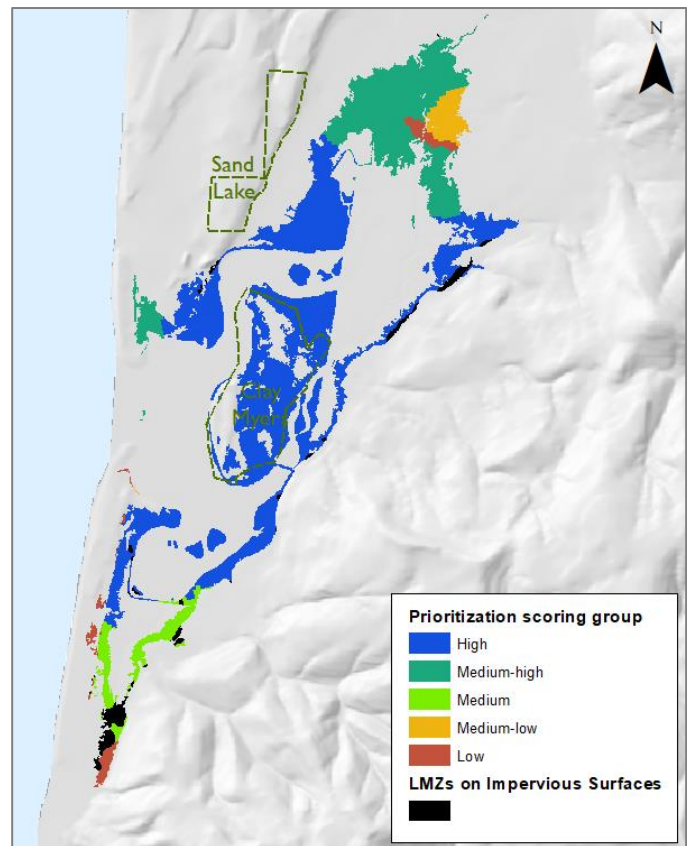 N
Sand
Lake
Clay
Myers
Prioritization scoring group
High
Medium-high
Medium
Medium-low
Low
LMZs on Impervious Surfaces